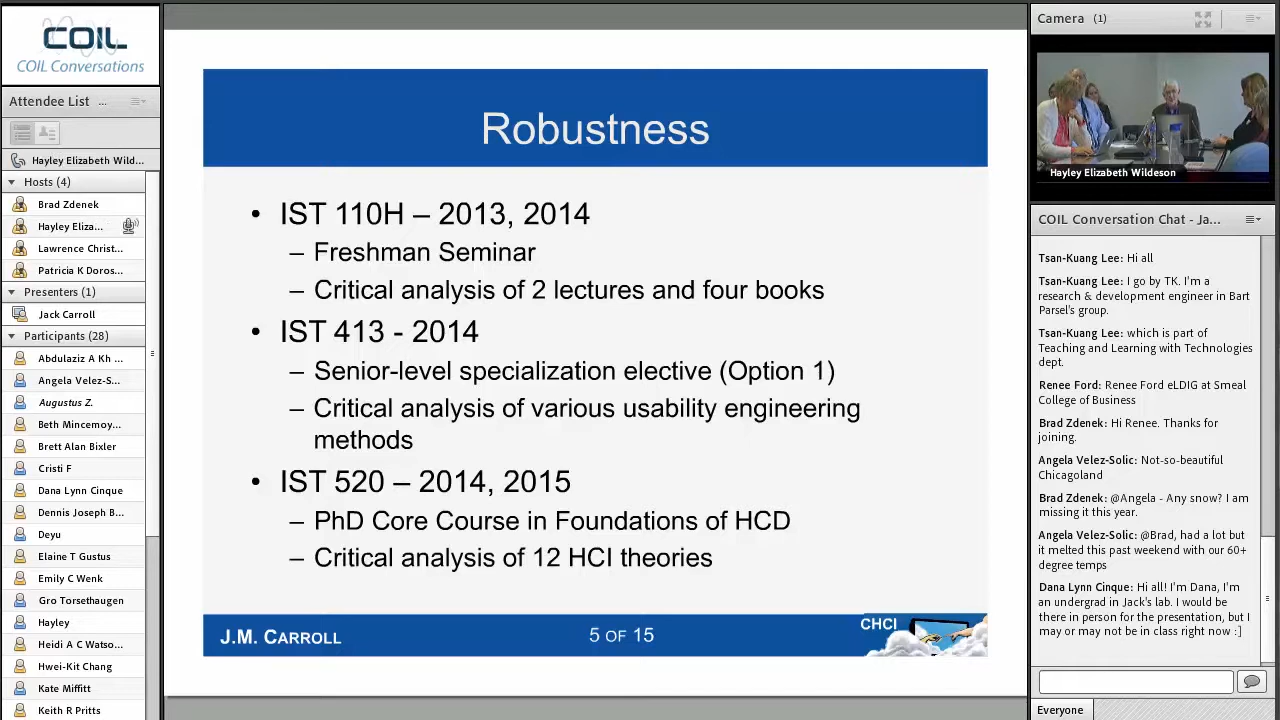 COIL
COIL Conversations
Attendee List ...
Hayley Elizabeth Wild...
Hosts (4)
Brad Zdenek
Hayley Eliza...
Lawrence Christ...
Patricia K Doros...
Presenters (1)
Jack Carroll
Participants (28)
Abdulaziz A Kh ...
Angela Velez-S...
Augustus Z.
Beth Mincemoy...
Brett Alan Bixler
Cristi F
Dana Lynn Cinque
Dennis Joseph B...
Deyu
Elaine T Gustus
Emily C Wenk
Gro Torsethaugen
Hayley
Heidi A C Watso...
Hwei-Kit Chang
Kate Miffitt
Keith R Pritts
Robustness
• IST 110H – 2013, 2014
– Freshman Seminar
– Critical analysis of 2 lectures and four books
• IST 413 - 2014
– Senior-level specialization elective (Option 1)
– Critical analysis of various usability engineering
methods
• IST 520 – 2014, 2015
– PhD Core Course in Foundations of HCD
– Critical analysis of 12 HCI theories
J.M. CARROLL
5 OF 15
CHCI
Camera (1)
Hayley Elizabeth Wildeson
COIL Conversation Chat - Ja...
Tsan-Kuang Lee: Hi all
Tsan-Kuang Lee: I go by TK. I'm a
research & development engineer in Bart
Parsel's group.
Tsan-Kuang Lee: which is part of
Teaching and Learning with Technologies
dept.
Renee Ford: Renee Ford eLDIG at Smeal
College of Business
Brad Zdenek: Hi Renee. Thanks for
joining.
Angela Velez-Solic: Not-so-beautiful
Chicagoland
Brad Zdenek: @Angela - Any snow? I am
missing it this year.
Angela Velez-Solic: @Brad, had a lot but
it melted this past weekend with our 60+
degree temps
Dana Lynn Cinque: Hi all! I'm Dana, I'm
an undergrad in Jack's lab. I would be
there in person for the presentation, but I
may or may not be in class right now :]
Everyone